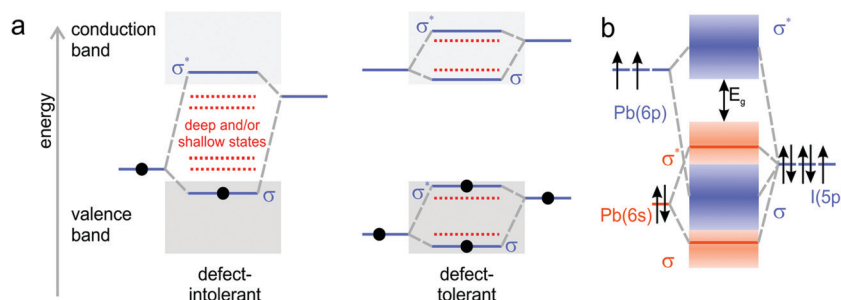 a
conduction
band
energy
valence
band
σ*
deep and/or
shallow states
σ
defect-
intolerant
σ*
σ
σ*
σ
defect-
tolerant
b
σ*
Pb(6p)
Eg
σ*
Pb(6s)
I(5p
σ
σ